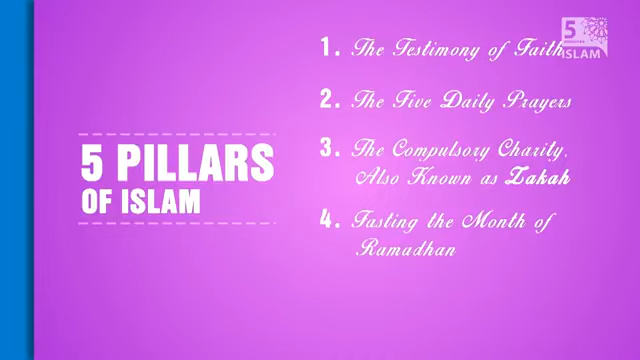 5 PILLARS
OF ISLAM
1. The Testimony of Faith
2. The Five Daily Prayers
3. The Compulsory Charity,
Also Known as Zakah
4. Fasting the Month of
Ramadhan
5
ISLAM